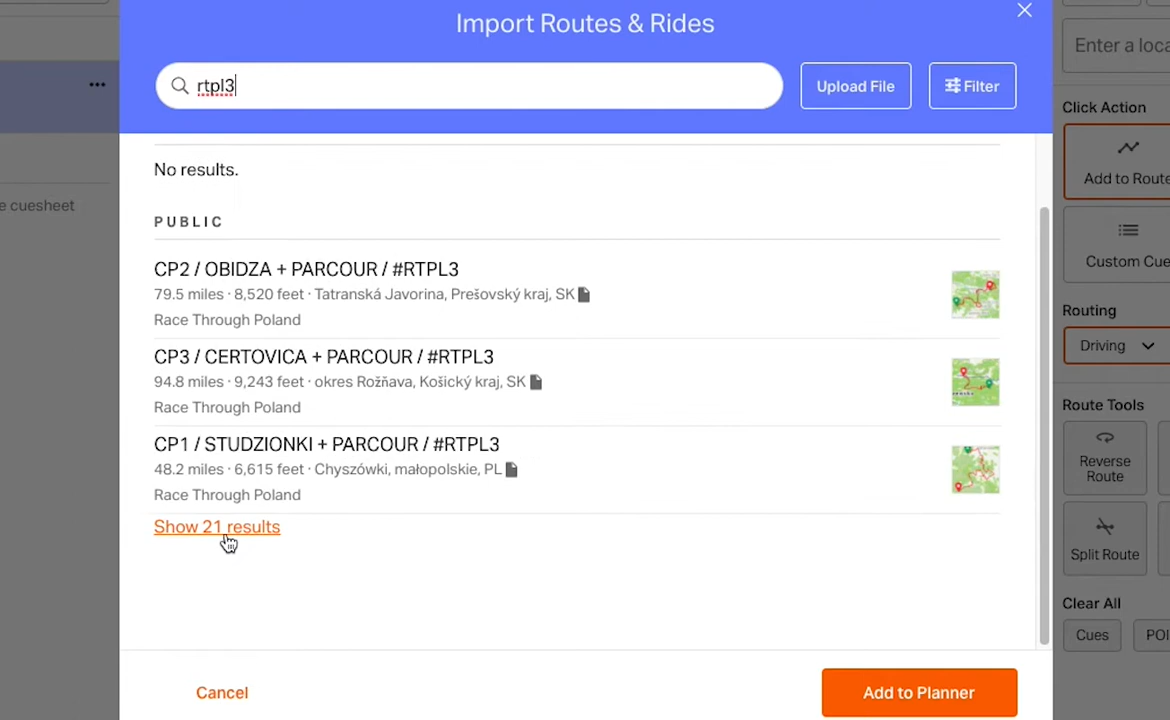 Import Routes & Rides
rtpl3
Upload File
Filter
Enter a loca
Click Action
Add to Route
Custom Cue
e cuesheet
No results.
PUBLIC
CP2 / OBIDZA + PARCOUR / #RTPL3
79.5 miles · 8,520 feet · Tatranská Javorina, Prešovský kraj, SK
Race Through Poland
CP3 / CERTOVICA + PARCOUR / #RTPL3
94.8 miles · 9,243 feet · okres Rožňava, Košický kraj, SK
Race Through Poland
CP1 / STUDZIONKI + PARCOUR / #RTPL3
48.2 miles · 6,615 feet · Chyszówki, małopolskie, PL
Race Through Poland
Show 21 results
Routing
Driving
Route Tools
Reverse
Route
Split Route
Clear All
Cues
POI
Cancel
Add to Planner